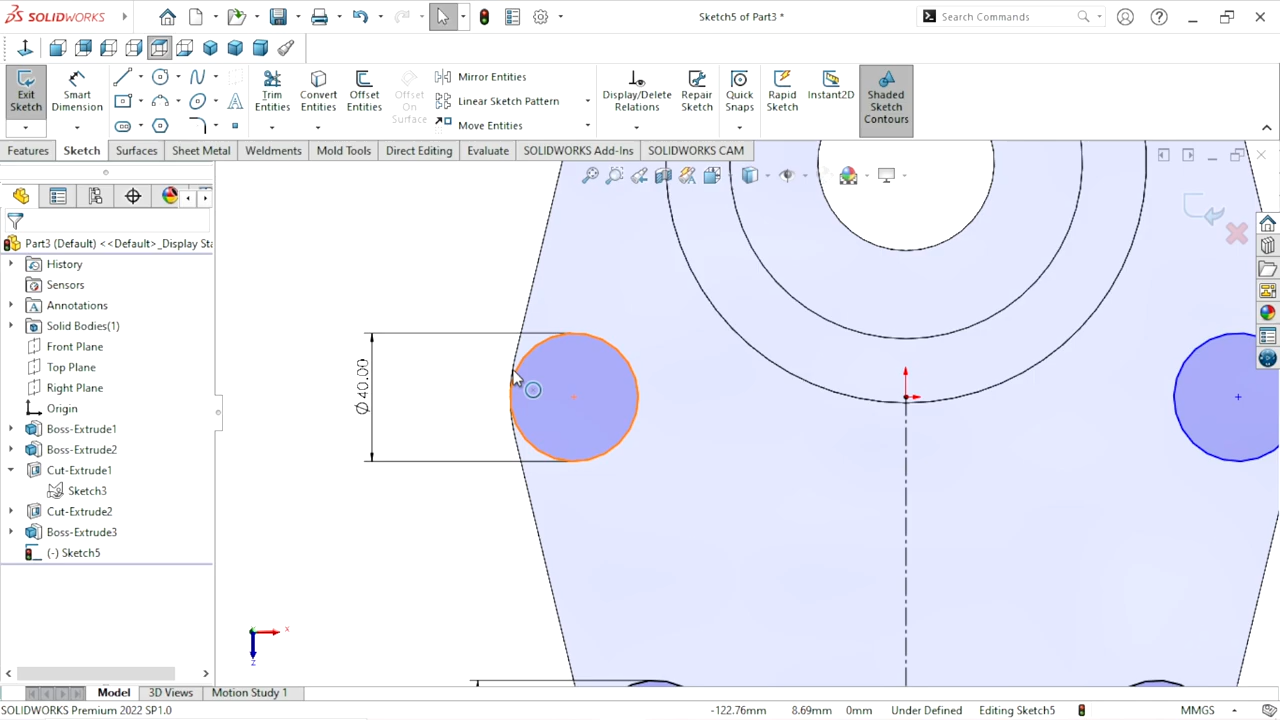 SOLIDWORKS
Sketch5 of Part3 *
Search Commands
Exit Sketch
Smart Dimension
Trim Entities
Convert Entities
Offset Entities
Offset On Surface
Mirror Entities
Linear Sketch Pattern
Move Entities
Display/Delete Relations
Repair Sketch
Quick Snaps
Rapid Sketch
Instant2D
Shaded Sketch Contours
Features
Sketch
Surfaces
Sheet Metal
Weldments
Mold Tools
Direct Editing
Evaluate
SOLIDWORKS Add-Ins
SOLIDWORKS CAM
Part3 (Default) <<Default>_Display Sta
History
Sensors
Annotations
Solid Bodies(1)
Front Plane
Top Plane
Right Plane
Origin
Boss-Extrude1
Boss-Extrude2
Cut-Extrude1
Sketch3
Cut-Extrude2
Boss-Extrude3
(-) Sketch5
Ø 40.00
x
z
Model
3D Views
Motion Study 1
SOLIDWORKS Premium 2022 SP1.0
-122.76mm
8.69mm
0mm
Under Defined
Editing Sketch5
MMGS